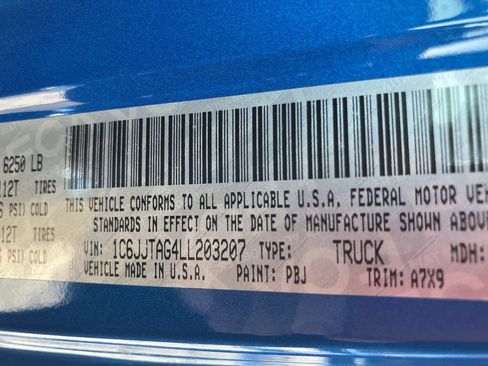 6250 LB
12T TIRES
PSI) COLD
12T TIRES
PSI) COLD
THIS VEHICLE CONFORMS TO ALL APPLICABLE U.S.A. FEDERAL MOTOR VEH
STANDARDS IN EFFECT ON THE DATE OF MANUFACTURE SHOWN ABOVE
VIN: 1C6JJTAG4LL203207 TYPE: TRUCK MDH:
VEHICLE MADE IN U.S.A. PAINT: PBJ TRIM: A7X9